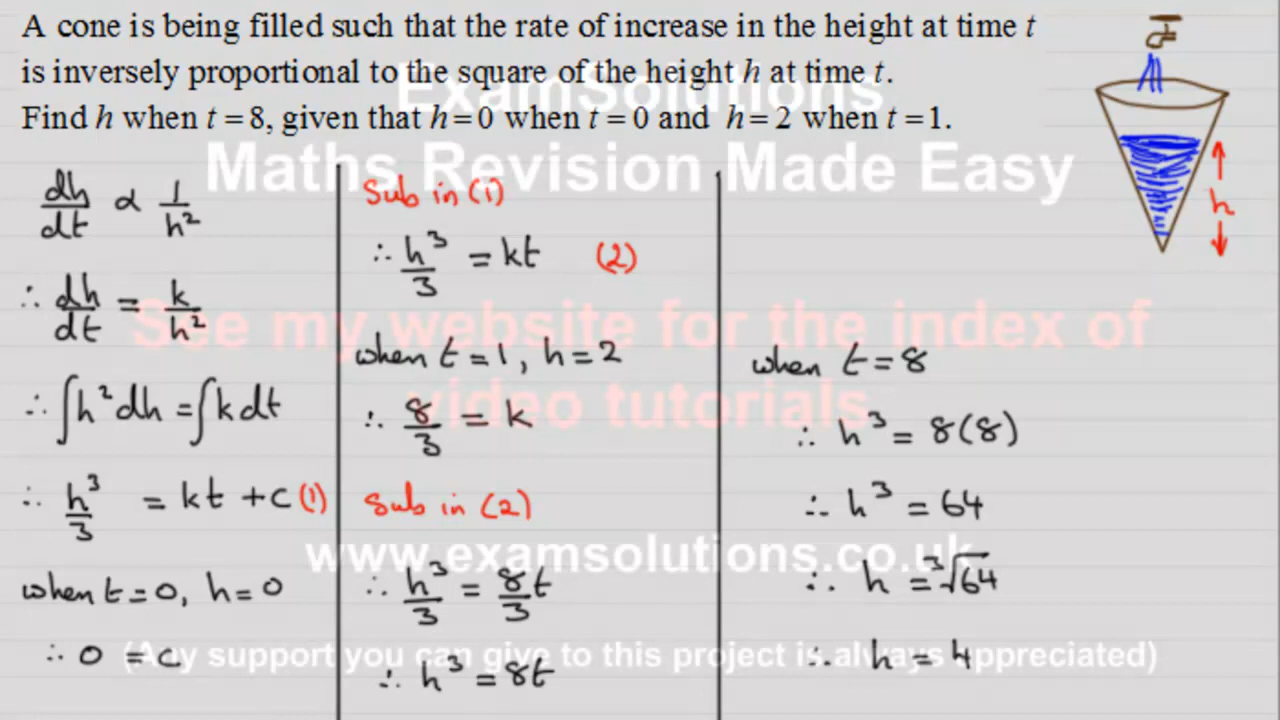 A cone is being filled such that the rate of increase in the height at time t
is inversely proportional to the square of the height h at time t.
Find h when t = 8, given that h = 0 when t = 0 and h = 2 when t = 1.
ExamSolutions
Maths Revision Made Easy
See my website for the index of
video tutorials
www.examsolutions.co.uk
(Any support you can give to this project is always appreciated)
dh/dt ∝ 1/h²
∴ dh/dt = k/h²
∴ ∫h² dh = ∫k dt
∴ h³/3 = kt + c (1)
when t = 0, h = 0
∴ 0 = c
Sub in (1)
∴ h³/3 = kt (2)
when t = 1, h = 2
∴ 8/3 = k
Sub in (2)
∴ h³/3 = 8/3 t
∴ h³ = 8t
when t = 8
∴ h³ = 8(8)
∴ h³ = 64
∴ h = ³√64
∴ h = 4
h